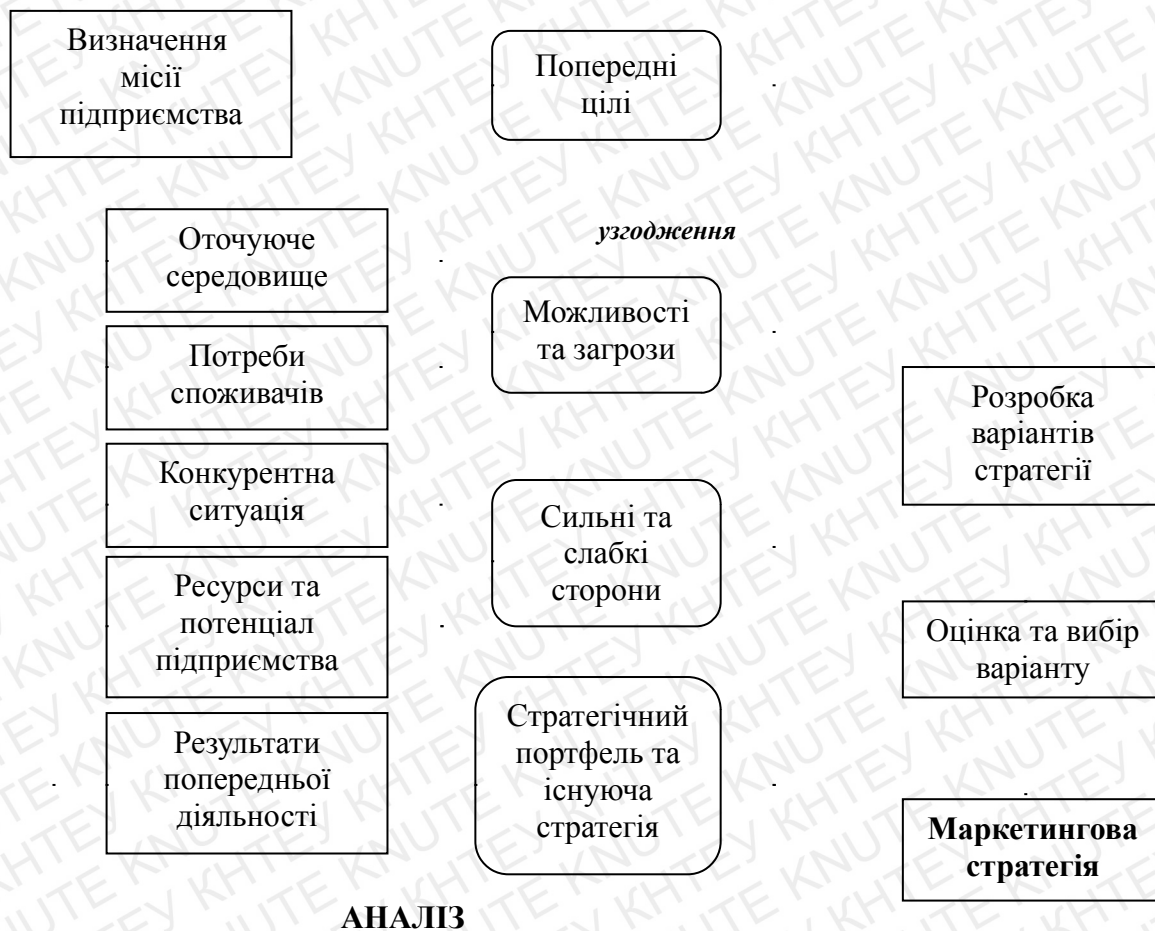 Визначення
місії
підприємства
Попередні
цілі
Оточуюче
середовище
узгодження
Можливості
та загрози
Потреби
споживачів
Розробка
варіантів
стратегії
Конкурентна
ситуація
Сильні та
слабкі
сторони
Ресурси та
потенціал
підприємства
Оцінка та вибір
варіанту
Стратегічний
портфель та
існуюча
стратегія
Результати
попередньої
діяльності
Маркетингова
стратегія
АНАЛІЗ